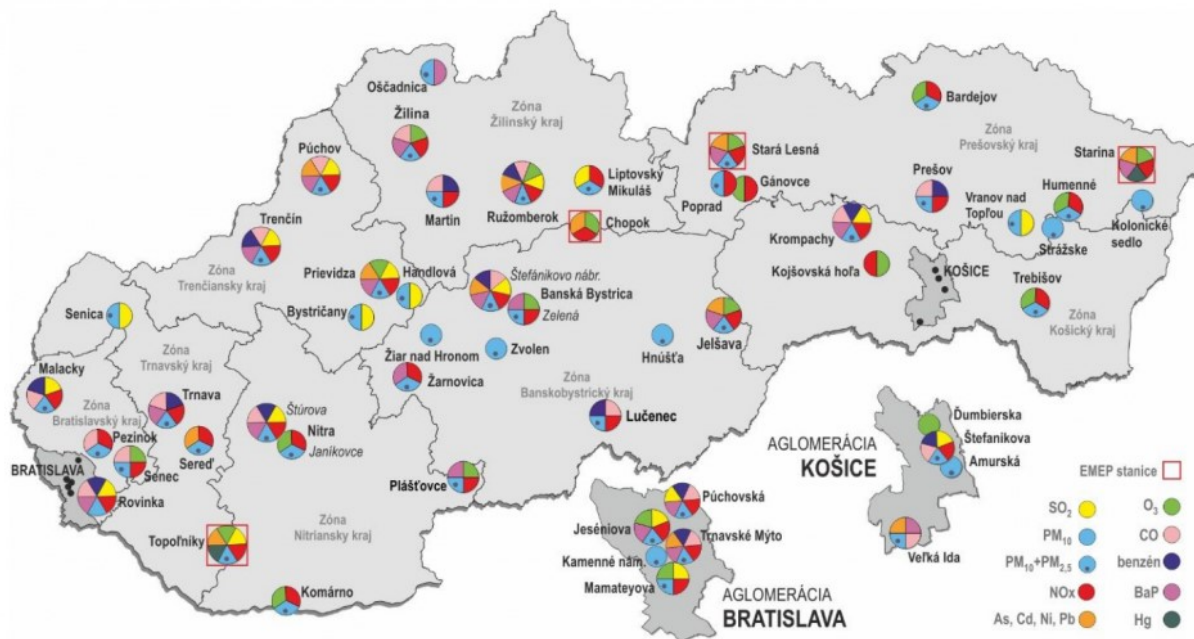 Oščadnica
Žilina
Zóna
Žilinský kraj
Púchov
Martin
Ružomberok
Liptovský
Mikuláš
Chopok
Stará Lesná
Gánovce
Poprad
Bardejov
Zóna
Prešovský kraj
Starina
Prešov
Humenné
Vranov nad
Topľou
Strážske
Kolonické
sedlo
Trenčín
Zóna
Trenčiansky kraj
Prievidza
Handlová
Bystričany
Štefánikovo nábr.
Banská Bystrica
Zelená
Krompachy
Kojšovská hoľa
KOŠICE
Trebišov
Zóna
Košický kraj
Senica
Zóna
Trnavský kraj
Žiar nad Hronom
Zvolen
Hnúšťa
Jelšava
Malacky
Trnava
Žarnovica
Zóna
Banskobystrický kraj
Zóna
Bratislavský kraj
Štúrova
Nitra
Janíkovce
Lučenec
Pezinok
Sereď
BRATISLAVA
Senec
Rovinka
Plášťovce
Topoľníky
Zóna
Nitriansky kraj
Komárno
AGLOMERÁCIA
KOŠICE
Ďumbierska
Štefanikova
Amurská
Veľká Ida
Púchovská
Jeséniova
Trnavské Mýto
Kamenné nám.
Mamateyova
AGLOMERÁCIA
BRATISLAVA
EMEP stanice
SO2
O3
PM10
CO
PM10+PM2,5
benzén
NOx
BaP
As, Cd, Ni, Pb
Hg